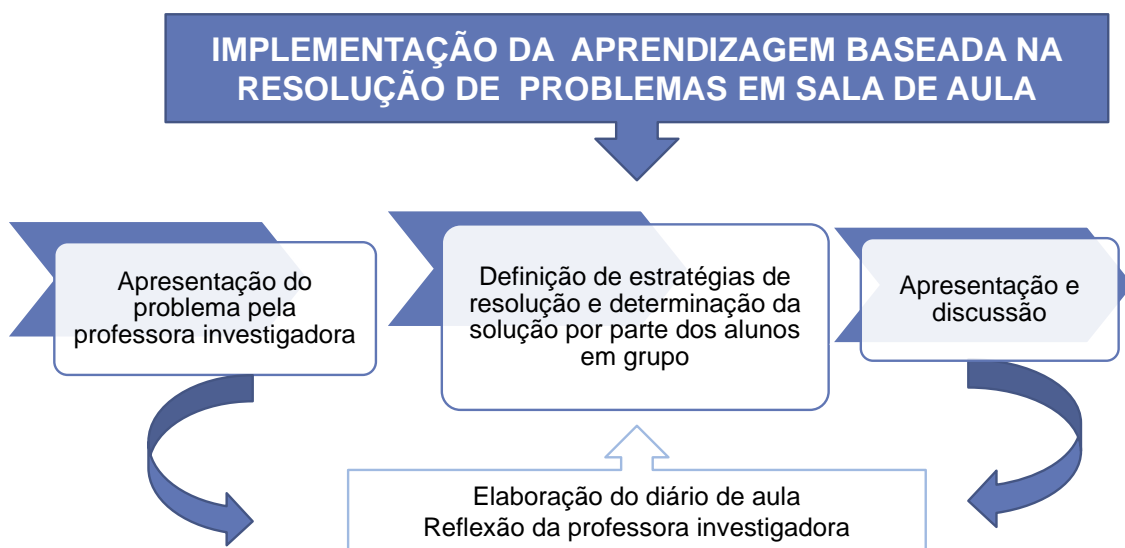 IMPLEMENTAÇÃO DA APRENDIZAGEM BASEADA NA
RESOLUÇÃO DE PROBLEMAS EM SALA DE AULA
Apresentação do
problema pela
professora investigadora
Definição de estratégias de
resolução e determinação da
solução por parte dos alunos
em grupo
Apresentação e
discussão
Elaboração do diário de aula
Reflexão da professora investigadora